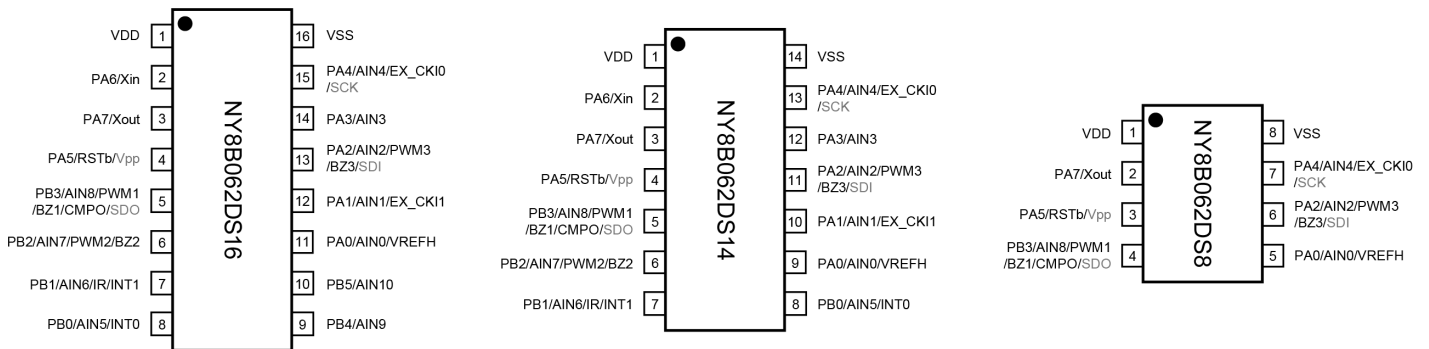 VDD 1
PA6/Xin 2
PA7/Xout 3
PA5/RSTb/Vpp 4
PB3/AIN8/PWM1
/BZ1/CMPO/SDO 5
PB2/AIN7/PWM2/BZ2 6
PB1/AIN6/IR/INT1 7
PB0/AIN5/INT0 8
NY8B062DS16
16 VSS
15 PA4/AIN4/EX_CKI0
/SCK
14 PA3/AIN3
13 PA2/AIN2/PWM3
/BZ3/SDI
12 PA1/AIN1/EX_CKI1
11 PA0/AIN0/VREFH
10 PB5/AIN10
9 PB4/AIN9
VDD 1
PA6/Xin 2
PA7/Xout 3
PA5/RSTb/Vpp 4
PB3/AIN8/PWM1
/BZ1/CMPO/SDO 5
PB2/AIN7/PWM2/BZ2 6
PB1/AIN6/IR/INT1 7
NY8B062DS14
14 VSS
13 PA4/AIN4/EX_CKI0
/SCK
12 PA3/AIN3
11 PA2/AIN2/PWM3
/BZ3/SDI
10 PA1/AIN1/EX_CKI1
9 PA0/AIN0/VREFH
8 PB0/AIN5/INT0
VDD 1
PA7/Xout 2
PA5/RSTb/Vpp 3
PB3/AIN8/PWM1
/BZ1/CMPO/SDO 4
NY8B062DS8
8 VSS
7 PA4/AIN4/EX_CKI0
/SCK
6 PA2/AIN2/PWM3
/BZ3/SDI
5 PA0/AIN0/VREFH